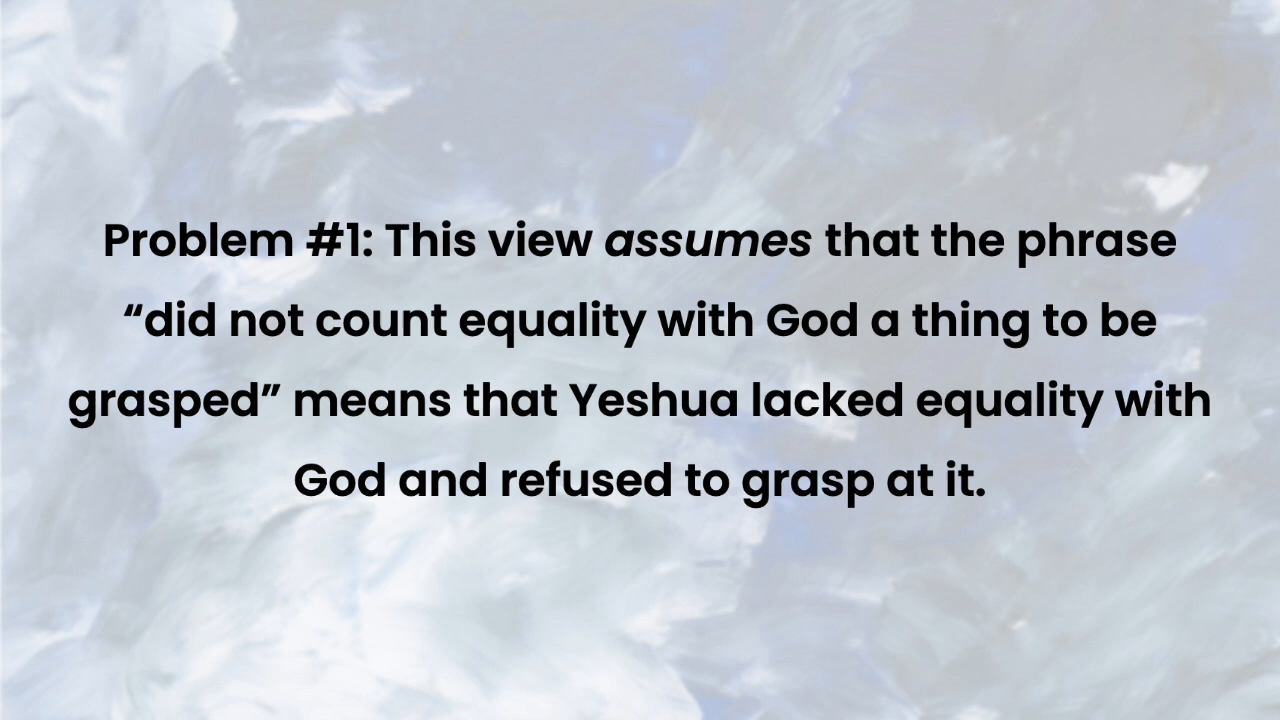 Problem #1: This view assumes that the phrase
“did not count equality with God a thing to be
grasped” means that Yeshua lacked equality with
God and refused to grasp at it.